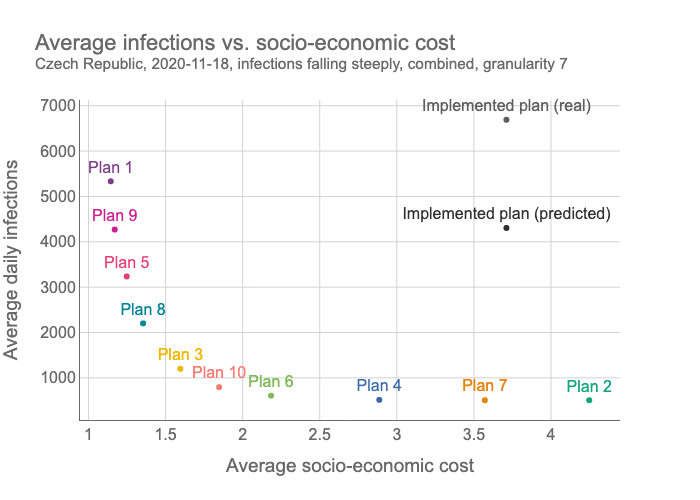 Average infections vs. socio-economic cost
Czech Republic, 2020-11-18, infections falling steeply, combined, granularity 7
7000
Implemented plan (real)
6000
Plan 1
5000
Plan 9
Implemented plan (predicted)
4000
Plan 5
3000
Plan 8
2000
Plan 3
Plan 10
Plan 6
Plan 4
Plan 7
Plan 2
1000
1
1.5
2
2.5
3
3.5
4
Average daily infections
Average socio-economic cost